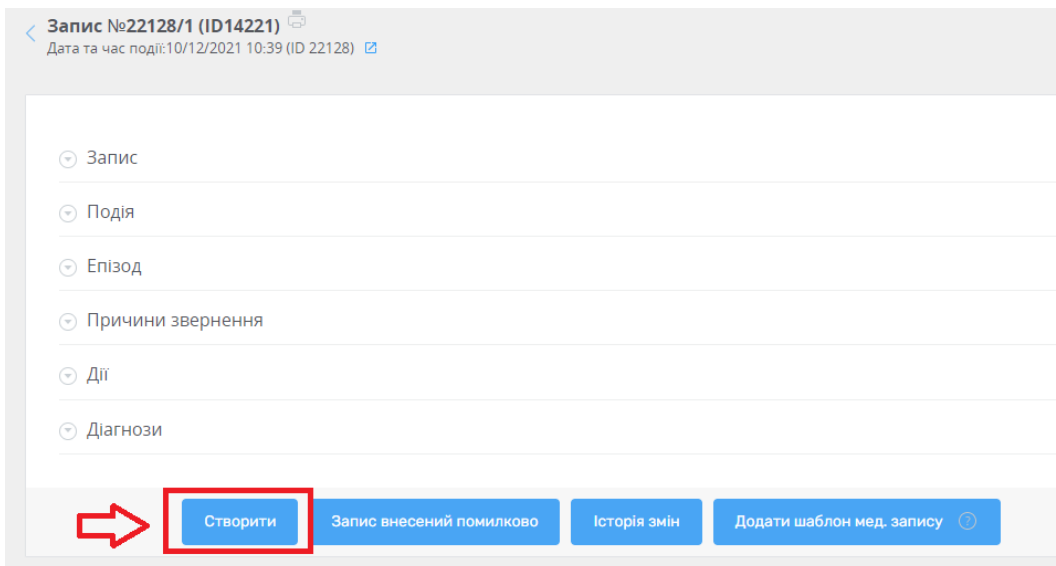 Запис №22128/1 (ID14221)
Дата та час події:10/12/2021 10:39 (ID 22128)
Запис
Подія
Епізод
Причини звернення
Дії
Діагнози
Створити
Запис внесений помилково
Історія змін
Додати шаблон мед. запису ?